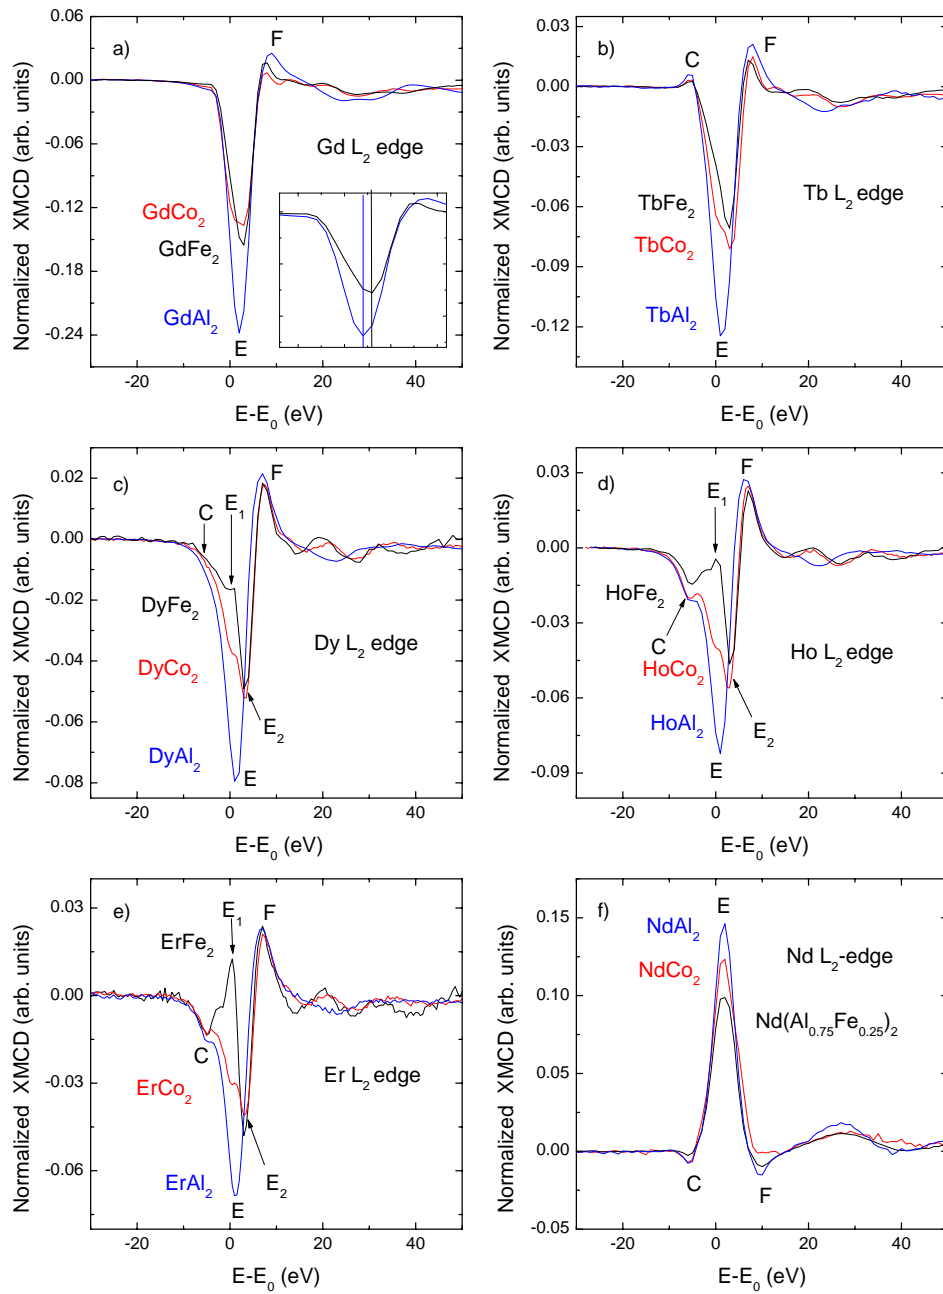 a)
F
Normalized XMCD (arb. units)
0.06
0.00
-0.06
-0.12
-0.18
-0.24
Gd L2 edge
GdCo2
GdFe2
GdAl2
E
-20 0 20 40
E-E0 (eV)
b)
C
F
Normalized XMCD (arb. units)
0.03
0.00
-0.03
-0.06
-0.09
-0.12
Tb L2 edge
TbFe2
TbCo2
TbAl2
E
-20 0 20 40
E-E0 (eV)
c)
C
E1
F
Normalized XMCD (arb. units)
0.02
0.00
-0.02
-0.04
-0.06
-0.08
DyFe2
DyCo2
DyAl2
Dy L2 edge
E2
E
-20 0 20 40
E-E0 (eV)
d)
F
E1
Normalized XMCD (arb. units)
0.03
0.00
-0.03
-0.06
-0.09
HoFe2
C
HoCo2
HoAl2
Ho L2 edge
E2
E
-20 0 20 40
E-E0 (eV)
e)
E1
F
Normalized XMCD (arb. units)
0.03
0.00
-0.03
-0.06
ErFe2
C
ErCo2
ErAl2
Er L2 edge
E2
E
-20 0 20 40
E-E0 (eV)
f)
E
Normalized XMCD (arb. units)
0.15
0.10
0.05
0.00
-0.05
NdAl2
NdCo2
Nd L2-edge
Nd(Al0.75Fe0.25)2
C
F
-20 0 20 40
E-E0 (eV)